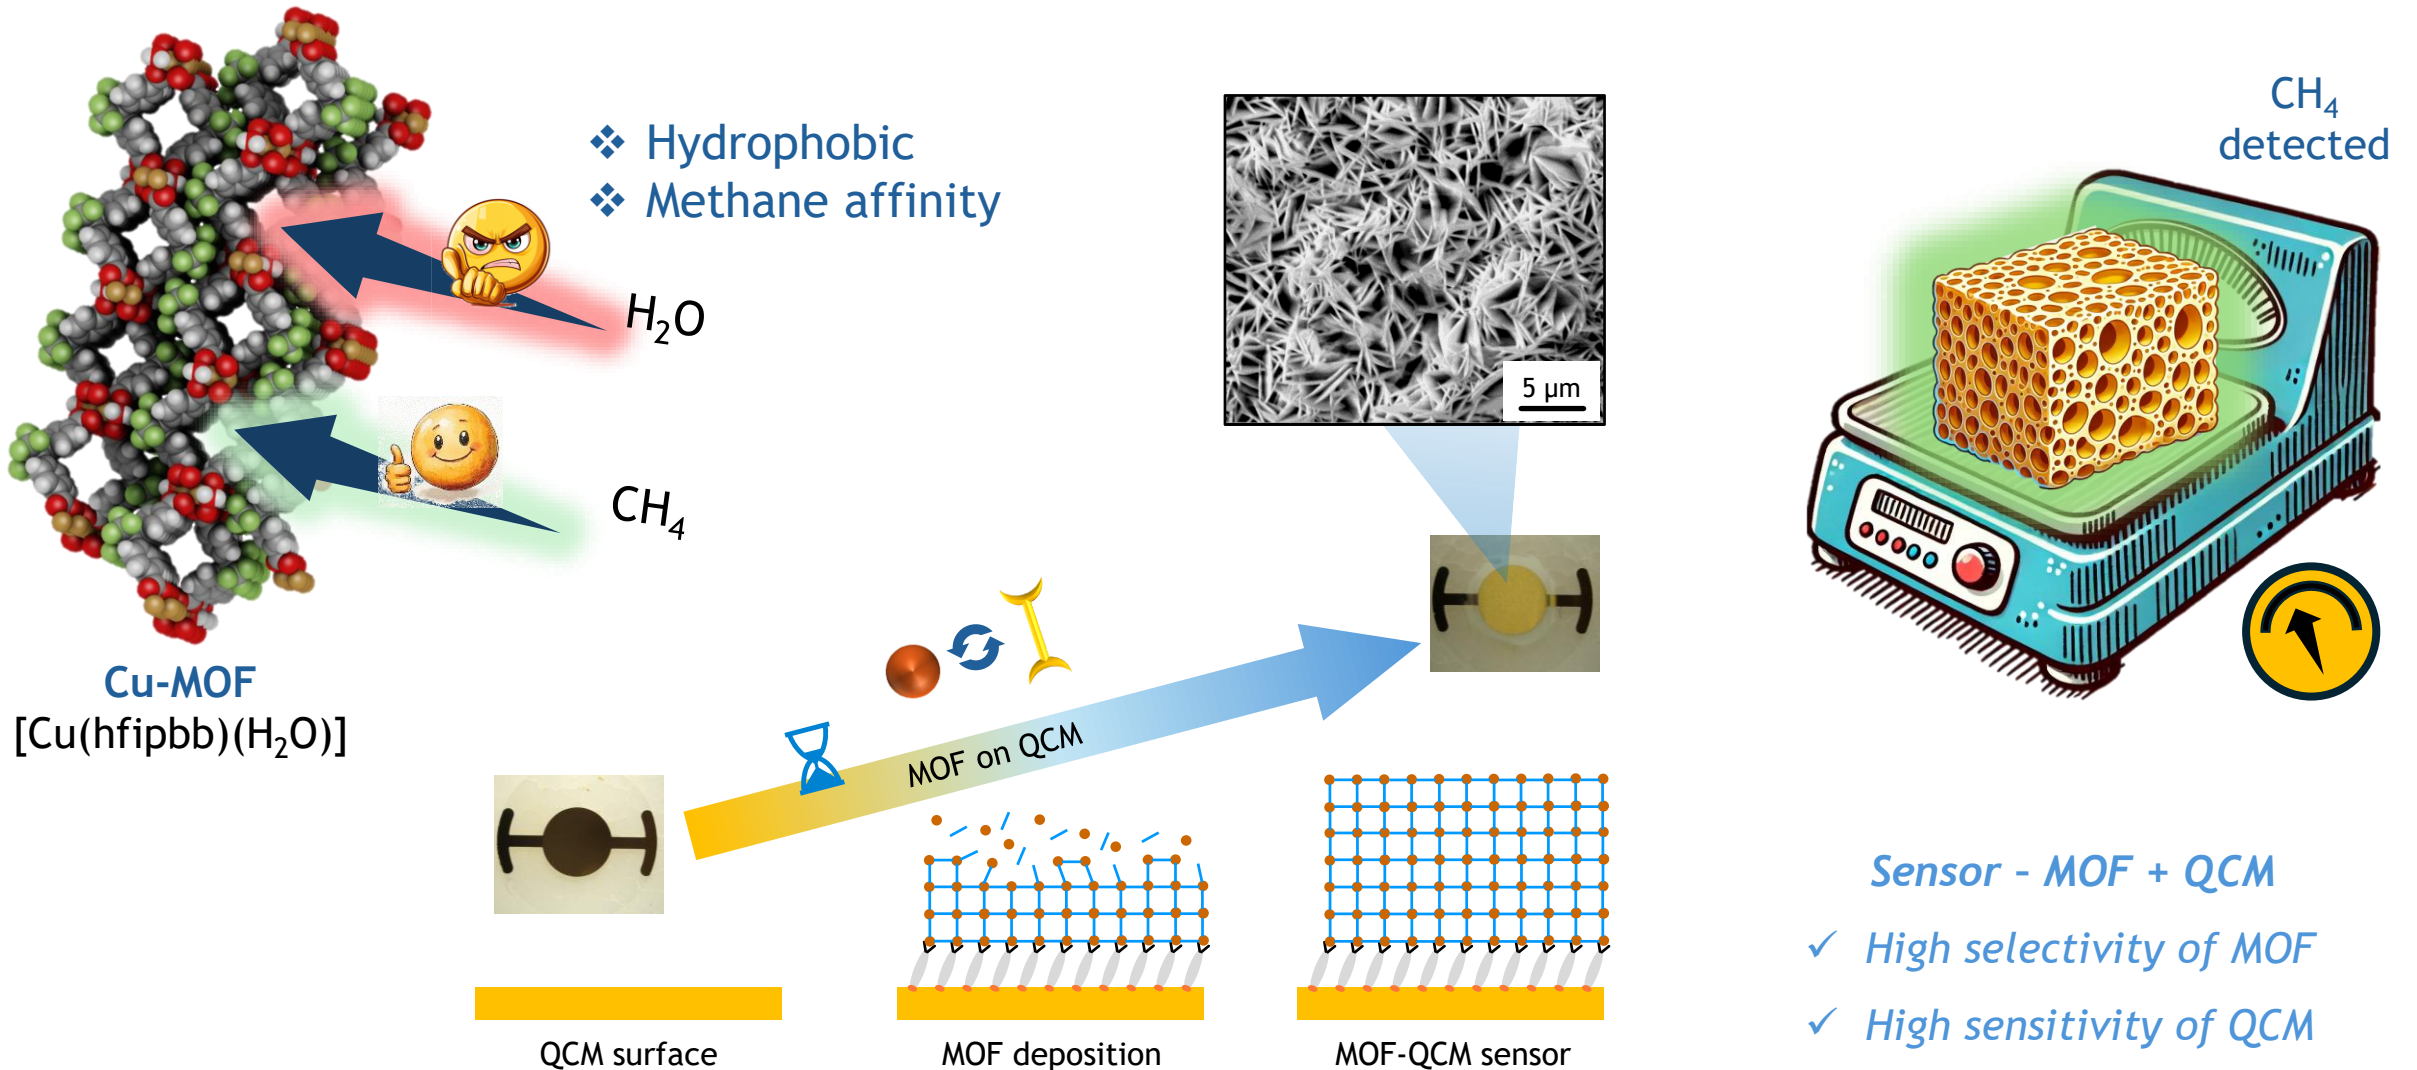 Hydrophobic
Methane affinity
H₂O
CH₄
Cu-MOF
[Cu(hfipbb)(H₂O)]
5 µm
MOF on QCM
QCM surface
MOF deposition
MOF-QCM sensor
CH₄
detected
Sensor – MOF + QCM
✓ High selectivity of MOF
✓ High sensitivity of QCM